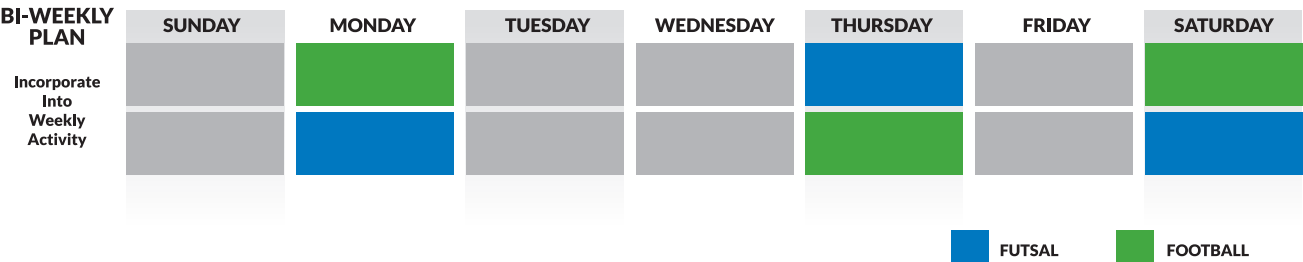 BI-WEEKLY
PLAN
SUNDAY MONDAY TUESDAY WEDNESDAY THURSDAY FRIDAY SATURDAY
Incorporate
Into
Weekly
Activity
FUTSAL FOOTBALL